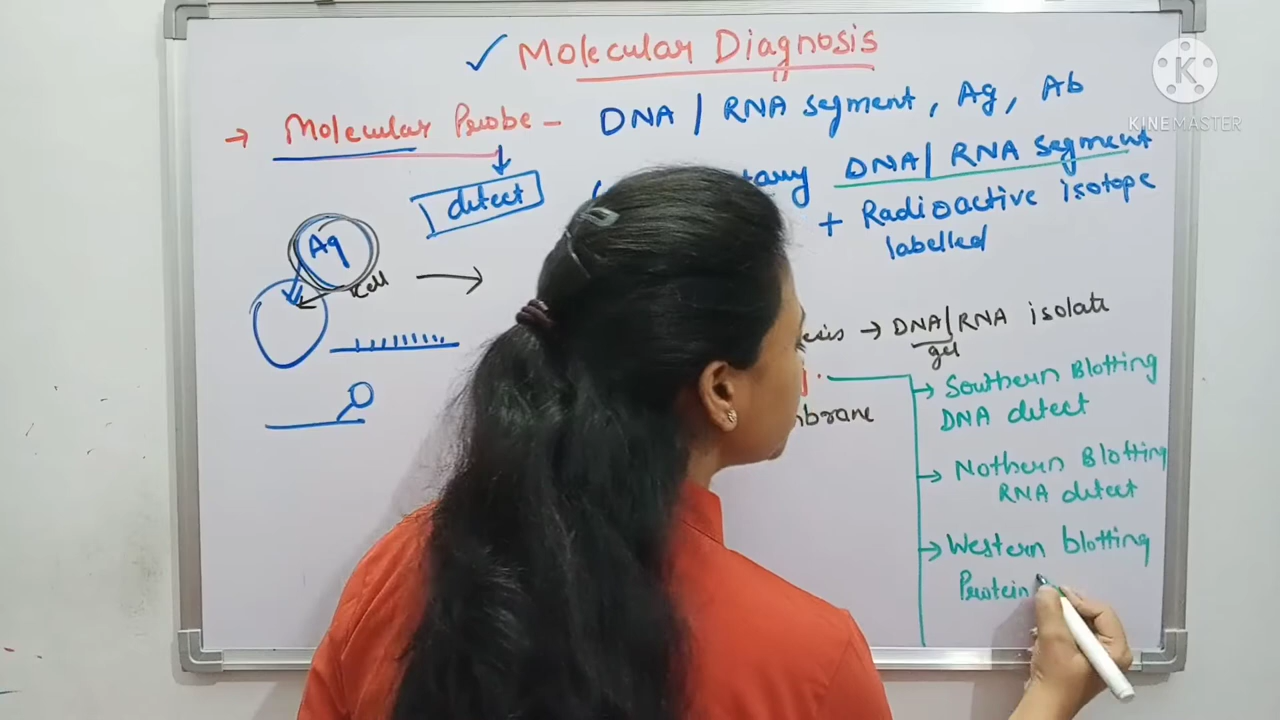 ✓ Molecular Diagnosis
→ Molecular Probe – DNA / RNA segment, Ag, Ab
detect
DNA / RNA segment
+ Radioactive isotope
labelled
Ag
cell
→ DNA/RNA isolate
gel
→ Southern Blotting
DNA detect
→ Nothern Blotting
RNA detect
→ Western blotting
Protein
K
KINEMASTER